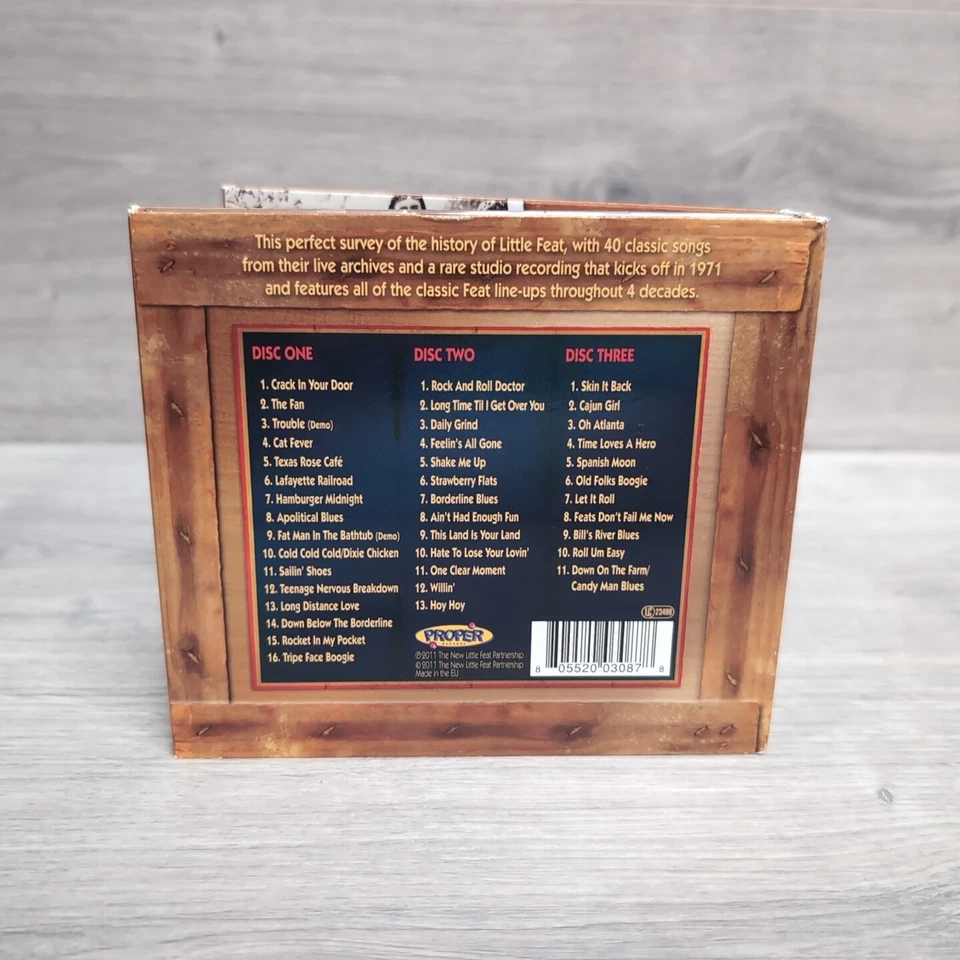 This perfect survey of the history of Little Feat, with 40 classic songs
from their live archives and a rare studio recording that kicks off in 1971
and features all of the classic Feat line-ups throughout 4 decades.
DISC ONE
1. Crack In Your Door
2. The Fan
3. Trouble (Demo)
4. Cat Fever
5. Texas Rose Café
6. Lafayette Railroad
7. Hamburger Midnight
8. Apolitical Blues
9. Fat Man In The Bathtub (Demo)
10. Cold Cold Cold/Dixie Chicken
11. Sailin' Shoes
12. Teenage Nervous Breakdown
13. Long Distance Love
14. Down Below The Borderline
15. Rocket In My Pocket
16. Tripe Face Boogie
DISC TWO
1. Rock And Roll Doctor
2. Long Time Til I Get Over You
3. Daily Grind
4. Feelin's All Gone
5. Shake Me Up
6. Strawberry Flats
7. Borderline Blues
8. Ain't Had Enough Fun
9. This Land Is Your Land
10. Hate To Lose Your Lovin'
11. One Clear Moment
12. Willin'
13. Hoy Hoy
PROPER
RECORDS
℗2011 The New Little Feat Partnership
©2011 The New Little Feat Partnership
Made in the EU
DISC THREE
1. Skin It Back
2. Cajun Girl
3. Oh Atlanta
4. Time Loves A Hero
5. Spanish Moon
6. Old Folks Boogie
7. Let It Roll
8. Feats Don't Fail Me Now
9. Bill's River Blues
10. Roll Um Easy
11. Down On The Farm/
Candy Man Blues
LC 23498
8 05520 03087 8